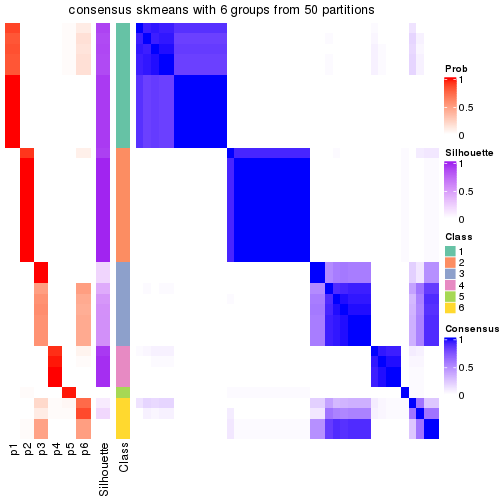 consensus skmeans with 6 groups from 50 partitions
Prob
1
0.5
0
Silhouette
1
0.5
0
Class
1
2
3
4
5
6
Consensus
1
0.5
0
p1
p2
p3
p4
p5
p6
Silhouette
Class